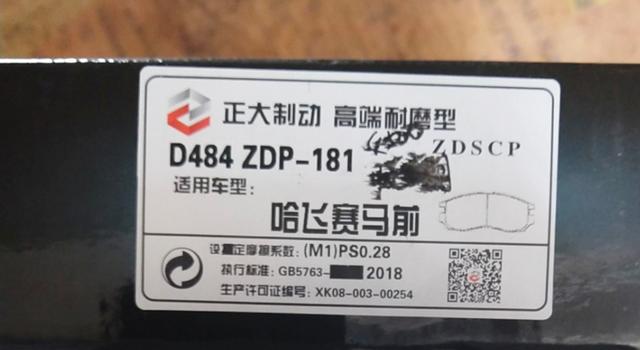 正大制动 高端耐磨型
D484 ZDP-181
ZDSCP
适用车型:
哈飞赛马前
设定摩擦系数: (M1)PS0.28
执行标准: GB5763-2018
生产许可证编号: XK08-003-00254